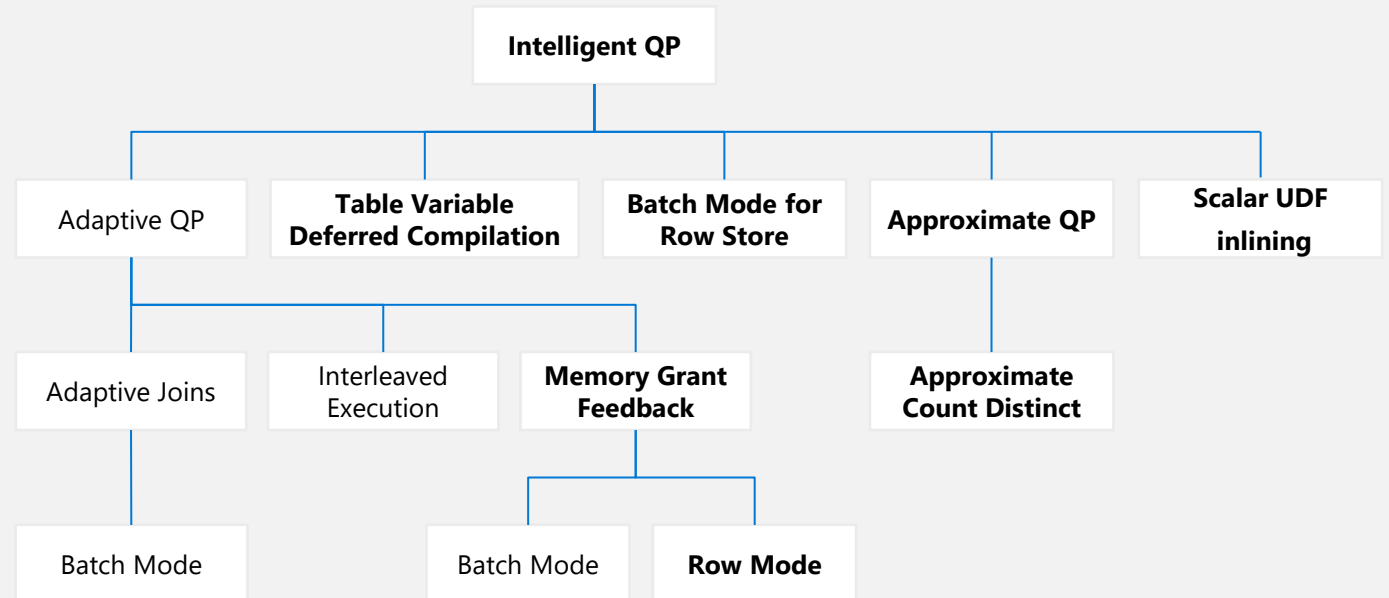 Intelligent QP
Adaptive QP
Table Variable
Deferred Compilation
Batch Mode for
Row Store
Approximate QP
Scalar UDF
inlining
Adaptive Joins
Interleaved
Execution
Memory Grant
Feedback
Approximate
Count Distinct
Batch Mode
Batch Mode
Row Mode